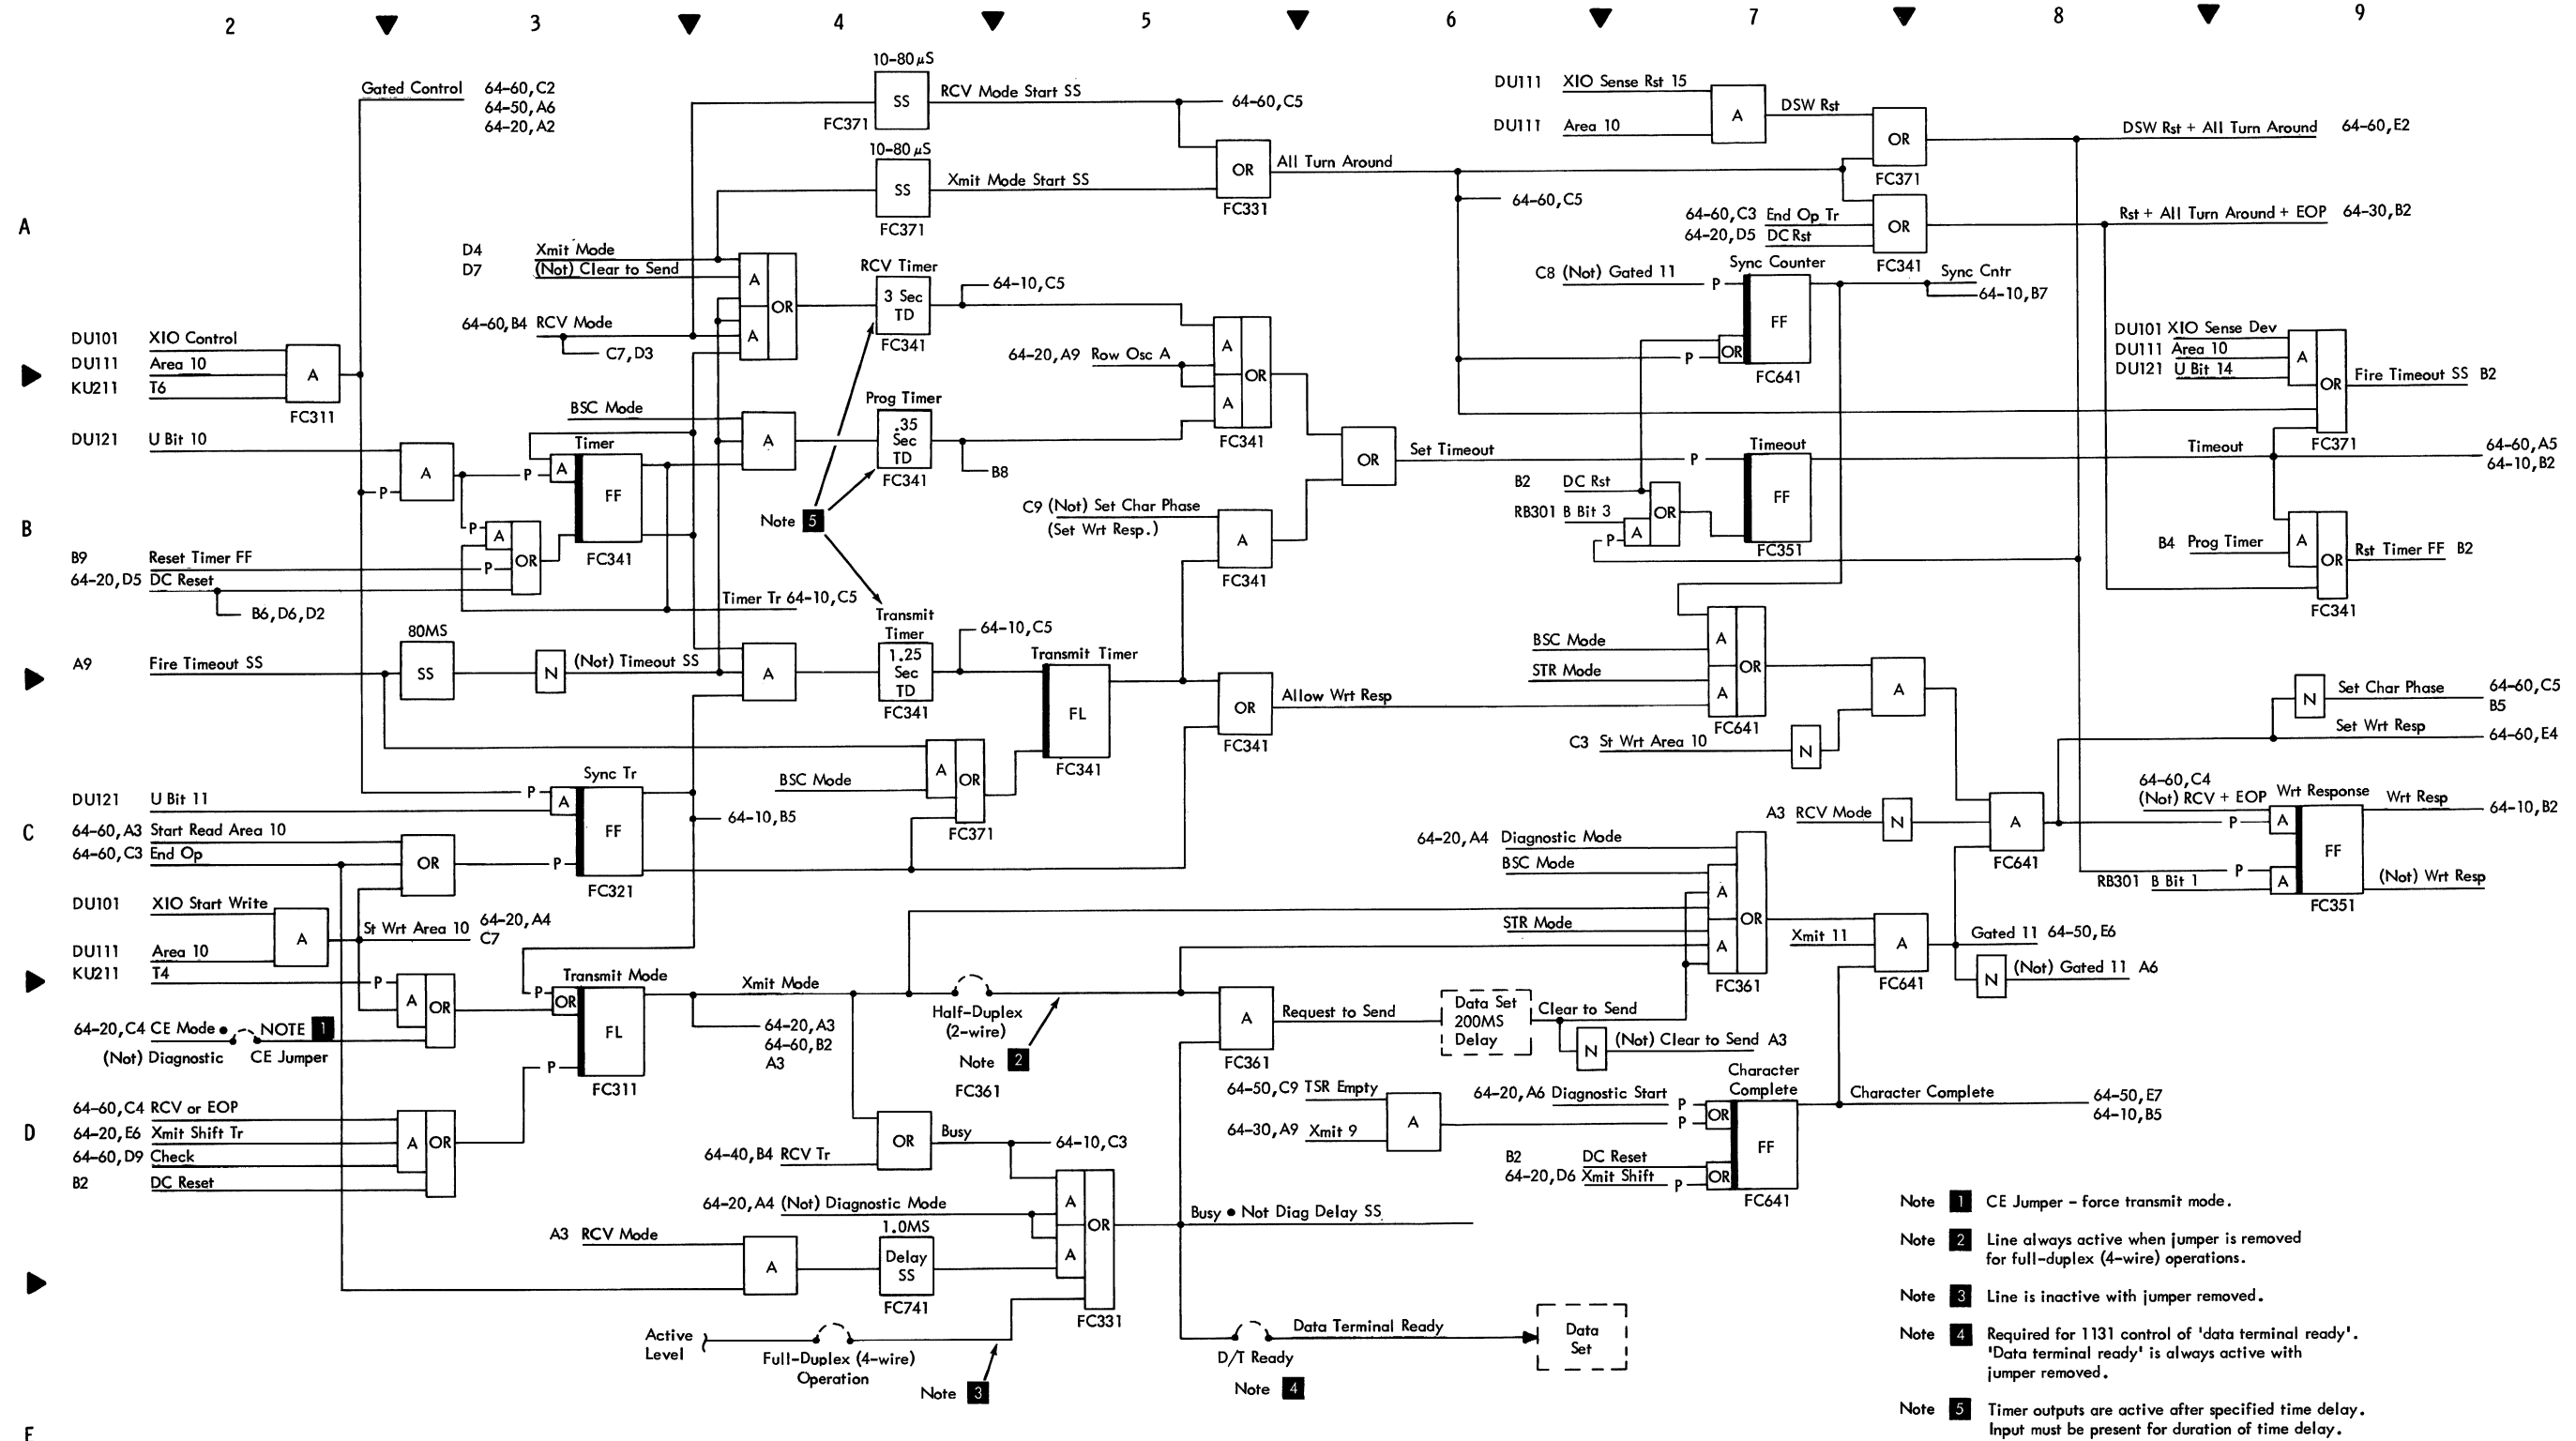 2 3 4 5 6 7 8 9
A
B
C
D
E
Gated Control 64-60,C2
64-50,A6
64-20,A2
10-80 µS
SS
FC371
RCV Mode Start SS
64-60,C5
10-80 µS
SS
FC371
Xmit Mode Start SS
OR
FC331
All Turn Around
64-60,C5
DU111 XIO Sense Rst 15
DU111 Area 10
A
DSW Rst
OR
FC371
DSW Rst + All Turn Around 64-60,E2
64-60,C3 End Op Tr
64-20,D5 DC Rst
OR
FC341
Rst + All Turn Around + EOP 64-30,B2
D4 Xmit Mode
D7 (Not) Clear to Send
64-60,B4 RCV Mode
C7,D3
A
A
OR
RCV Timer
3 Sec
TD
FC341
64-10,C5
64-20,A9 Row Osc A
A
A
OR
FC341
C8 (Not) Gated 11
P
Sync Counter
FF
OR
P
FC641
Sync Cntr
64-10,B7
DU101 XIO Sense Dev
DU111 Area 10
DU121 U Bit 14
A
OR
FC371
Fire Timeout SS B2
DU101 XIO Control
DU111 Area 10
KU211 T6
A
FC311
DU121 U Bit 10
A
P
BSC Mode
Timer
P
A
FF
FC341
P
A
OR
P
A
Prog Timer
.35
Sec
TD
FC341
B8
Note 5
B9 Reset Timer FF
64-20,D5 DC Reset
B6,D6,D2
Timer Tr 64-10,C5
C9 (Not) Set Char Phase
(Set Wrt Resp.)
A
FC341
OR
Set Timeout
P
Timeout
FF
FC351
B2 DC Rst
RB301 B Bit 3
P
A
OR
Timeout
64-60,A5
64-10,B2
B4 Prog Timer
A
OR
FC341
Rst Timer FF B2
A9 Fire Timeout SS
80MS
SS
N
(Not) Timeout SS
A
Transmit
Timer
1.25
Sec
TD
FC341
64-10,C5
Transmit Timer
FL
FC341
OR
FC341
Allow Wrt Resp
BSC Mode
STR Mode
A
A
OR
FC641
A
C3 St Wrt Area 10
N
N
Set Char Phase 64-60,C5
B5
Set Wrt Resp 64-60,E4
BSC Mode
A
OR
FC371
DU121 U Bit 11
P
A
Sync Tr
FF
FC321
64-10,B5
64-60,A3 Start Read Area 10
64-60,C3 End Op
OR
P
A3 RCV Mode
N
A
FC641
64-60,C4
(Not) RCV + EOP
Wrt Response
P
A
FF
FC351
Wrt Resp 64-10,B2
P
RB301 B Bit 1
A
(Not) Wrt Resp
DU101 XIO Start Write
DU111 Area 10
A
St Wrt Area 10 64-20,A4
C7
KU211 T4
P
A
OR
64-20,C4 CE Mode • NOTE 1
(Not) Diagnostic CE Jumper
Transmit Mode
P
OR
FL
P
FC311
Xmit Mode
64-20,A3
64-60,B2
A3
Half-Duplex
(2-wire)
Note 2
FC361
A
FC361
Request to Send
Data Set
200MS
Delay
Clear to Send
N
(Not) Clear to Send A3
64-20,A4 Diagnostic Mode
BSC Mode
STR Mode
A
A
OR
FC361
Xmit 11
A
FC641
Gated 11 64-50,E6
N
(Not) Gated 11 A6
64-60,C4 RCV or EOP
64-20,E6 Xmit Shift Tr
64-60,D9 Check
B2 DC Reset
A
OR
64-40,B4 RCV Tr
OR
Busy
64-10,C3
64-50,C9 TSR Empty
64-30,A9 Xmit 9
A
64-20,A6 Diagnostic Start
P
P
OR
Character
Complete
FF
FC641
B2 DC Reset
64-20,D6 Xmit Shift
P
OR
Character Complete
64-50,E7
64-10,B5
64-20,A4 (Not) Diagnostic Mode
A3 RCV Mode
A
1.0MS
Delay
SS
FC741
A
A
OR
FC331
Busy • Not Diag Delay SS
Active
Level
Full-Duplex (4-wire)
Operation
Note 3
D/T Ready
Note 4
Data Terminal Ready
Data
Set
Note 1 CE Jumper - force transmit mode.
Note 2 Line always active when jumper is removed
for full-duplex (4-wire) operations.
Note 3 Line is inactive with jumper removed.
Note 4 Required for 1131 control of 'data terminal ready'.
'Data terminal ready' is always active with
jumper removed.
Note 5 Timer outputs are active after specified time delay.
Input must be present for duration of time delay.